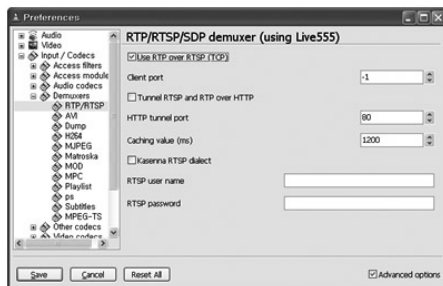 Preferences
Audio
Video
Input / Codecs
Access filters
Access module
Audio codecs
Demuxers
RTP/RTSP
AVI
Dump
H264
MJPEG
Matroska
MOD
MPC
Playlist
ps
Subtitles
MPEG-TS
Other codecs
Video codecs
RTP/RTSP/SDP demuxer (using Live555)
Use RTP over RTSP (TCP)
Client port
-1
Tunnel RTSP and RTP over HTTP
HTTP tunnel port
80
Caching value (ms)
1200
Kasenna RTSP dialect
RTSP user name
RTSP password
Save
Cancel
Reset All
Advanced options